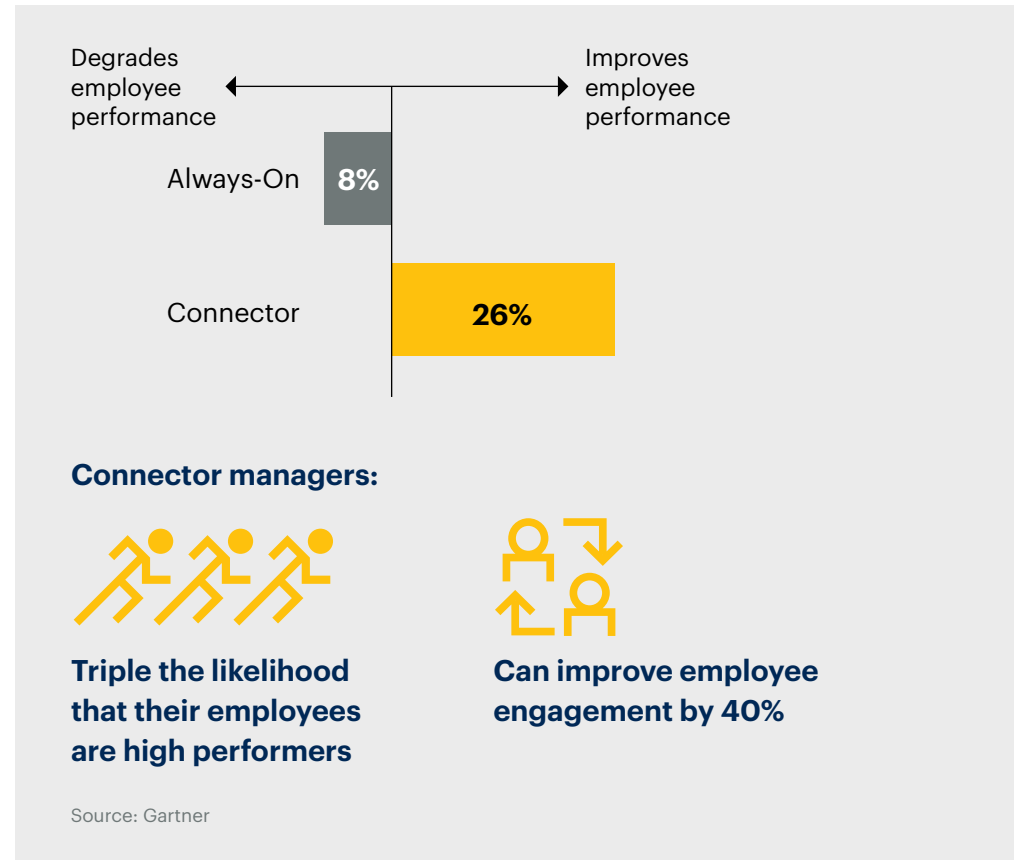 Degrades
employee
performance
Improves
employee
performance
Always-On
8%
Connector
26%
Connector managers:
Triple the likelihood
that their employees
are high performers
Can improve employee
engagement by 40%
Source: Gartner